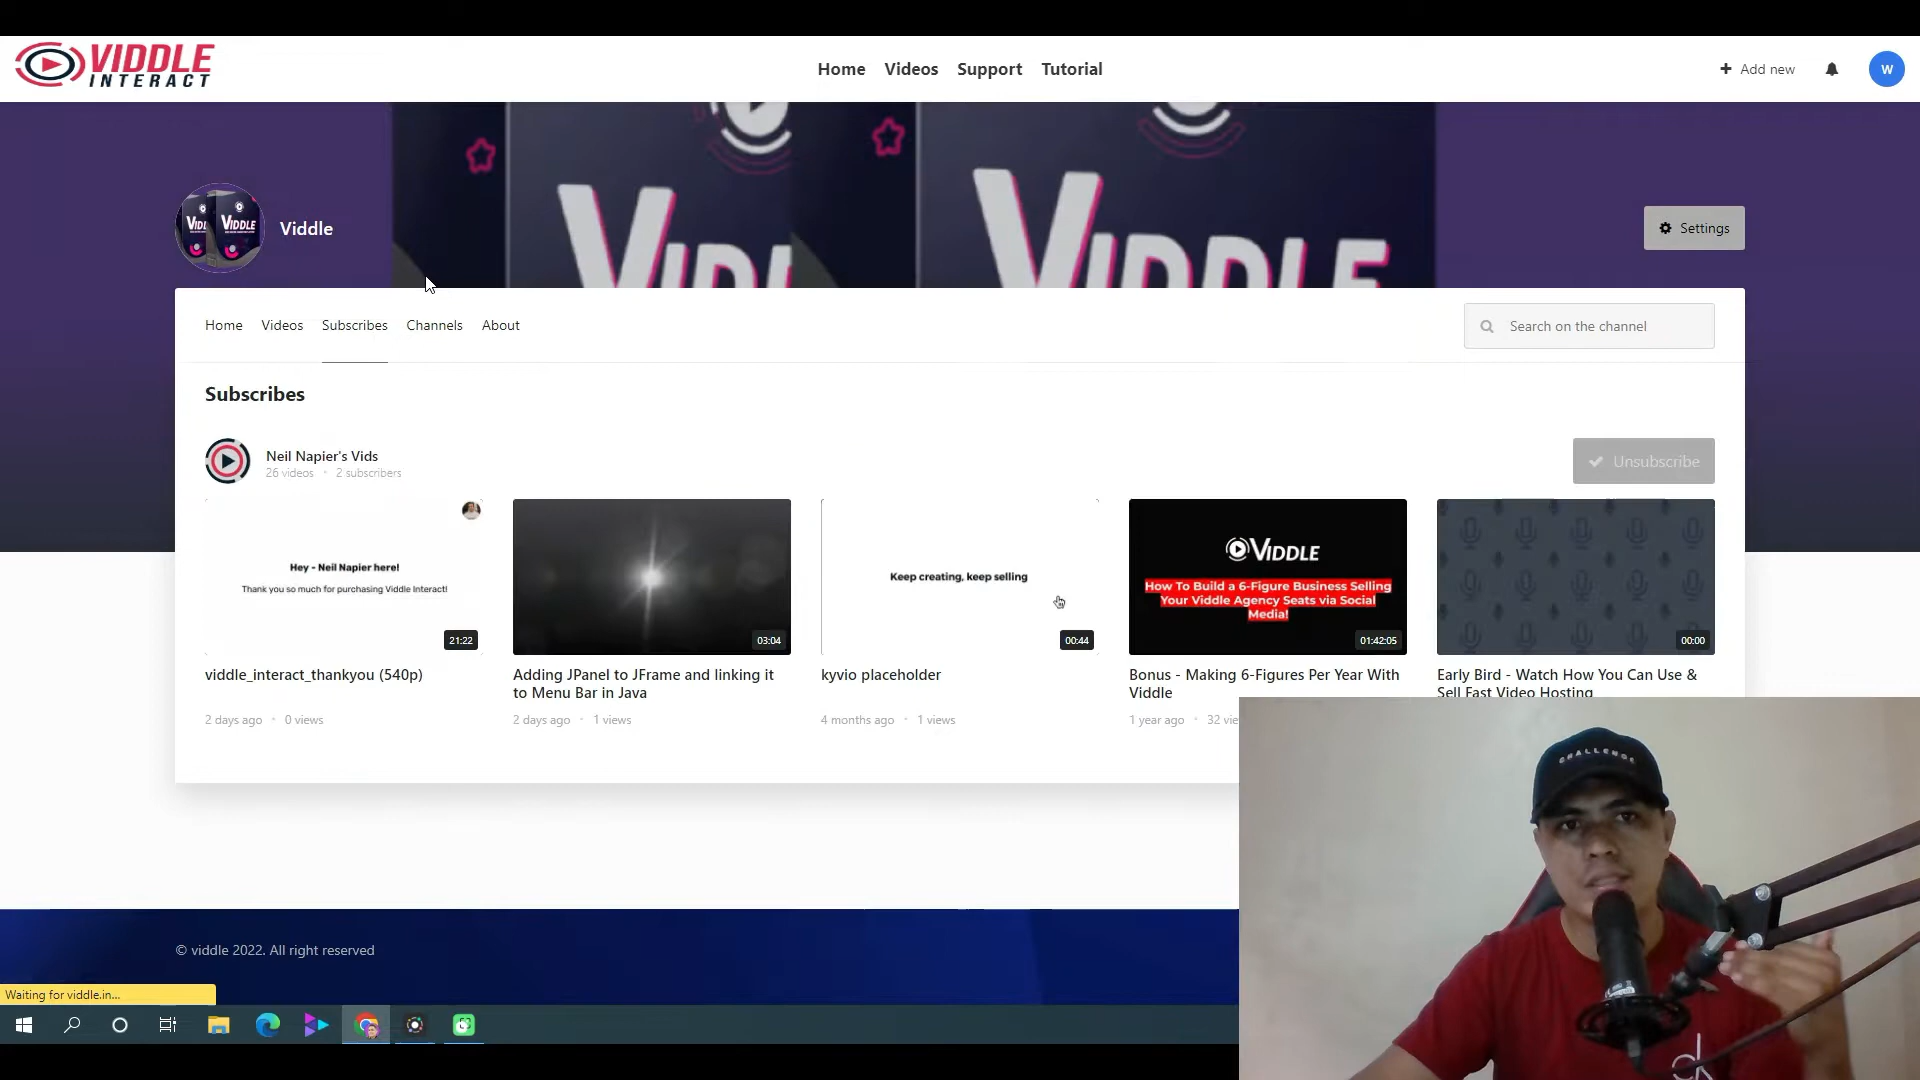 VIDDLE
INTERACT
Home Videos Support Tutorial
Add new
W
VIDDLE
Viddle
Settings
Home Videos Subscribes Channels About
Search on the channel
Subscribes
Neil Napier's Vids
26 videos • 2 subscribers
Unsubscribe
Hey - Neil Napier here!
Thank you so much for purchasing Viddle Interact!
21:22
03:04
Keep creating, keep selling
00:44
VIDDLE
How To Build a 6-Figure Business Selling
Your Viddle Agency Seats via Social
Media!
01:42:05
00:00
viddle_interact_thankyou (540p)
2 days ago • 0 views
Adding JPanel to JFrame and linking it
to Menu Bar in Java
2 days ago • 1 views
kyvio placeholder
4 months ago • 1 views
Bonus - Making 6-Figures Per Year With
Viddle
1 year ago • 32 vie
Early Bird - Watch How You Can Use &
Sell Fast Video Hosting
CHALLENGE
© viddle 2022. All right reserved
Waiting for viddle.in...
ck